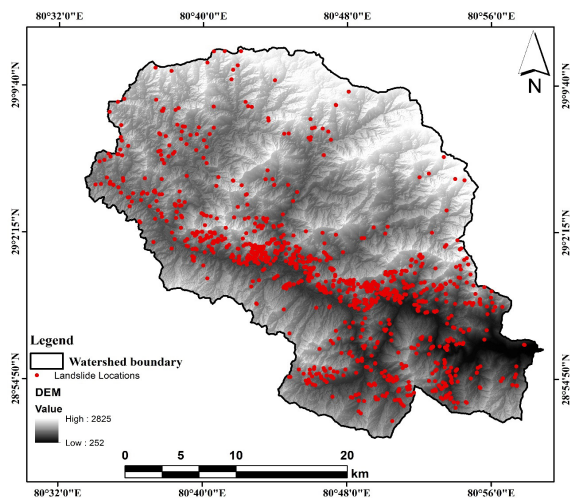 80°32'0"E 80°40'0"E 80°48'0"E 80°56'0"E
29°9'40"N
29°9'40"N
N
29°2'15"N
29°2'15"N
28°54'50"N
28°54'50"N
Legend
Watershed boundary
Landslide Locations
DEM
Value
High : 2825
Low : 252
0 5 10 20
km
80°32'0"E 80°40'0"E 80°48'0"E 80°56'0"E